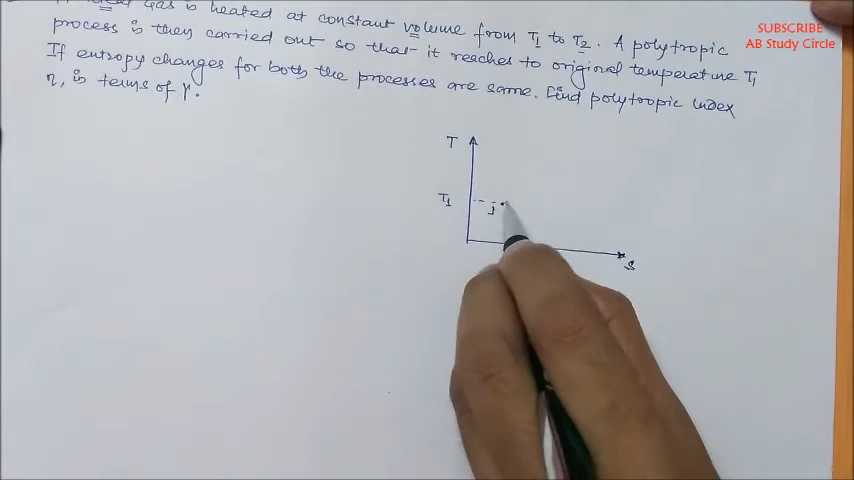 Gas is heated at constant volume from T1 to T2. A polytropic
process is then carried out so that it reaches to original temperature T1
If entropy changes for both the processes are same. Find polytropic Index
η, in terms of γ.
SUBSCRIBE
AB Study Circle
T
T1
1
S